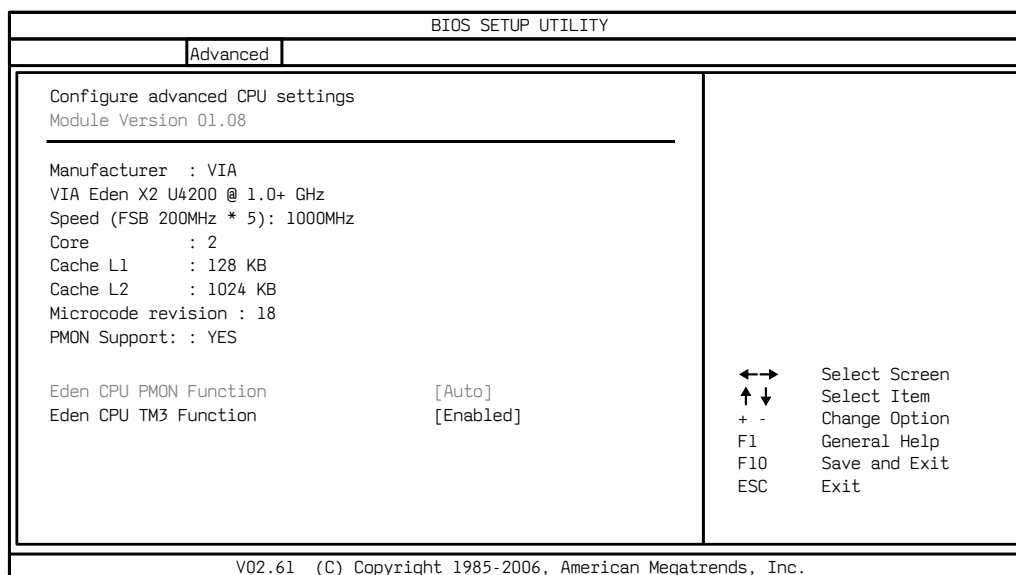 BIOS SETUP UTILITY
Advanced
Configure advanced CPU settings
Module Version 01.08
Manufacturer : VIA
VIA Eden X2 U4200 @ 1.0+ GHz
Speed (FSB 200MHz * 5): 1000MHz
Core : 2
Cache L1 : 128 KB
Cache L2 : 1024 KB
Microcode revision : 18
PMON Support: : YES
Eden CPU PMON Function [Auto]
Eden CPU TM3 Function [Enabled]
←→ Select Screen
↑ ↓ Select Item
+ - Change Option
F1 General Help
F10 Save and Exit
ESC Exit
V02.61 (C) Copyright 1985-2006, American Megatrends, Inc.